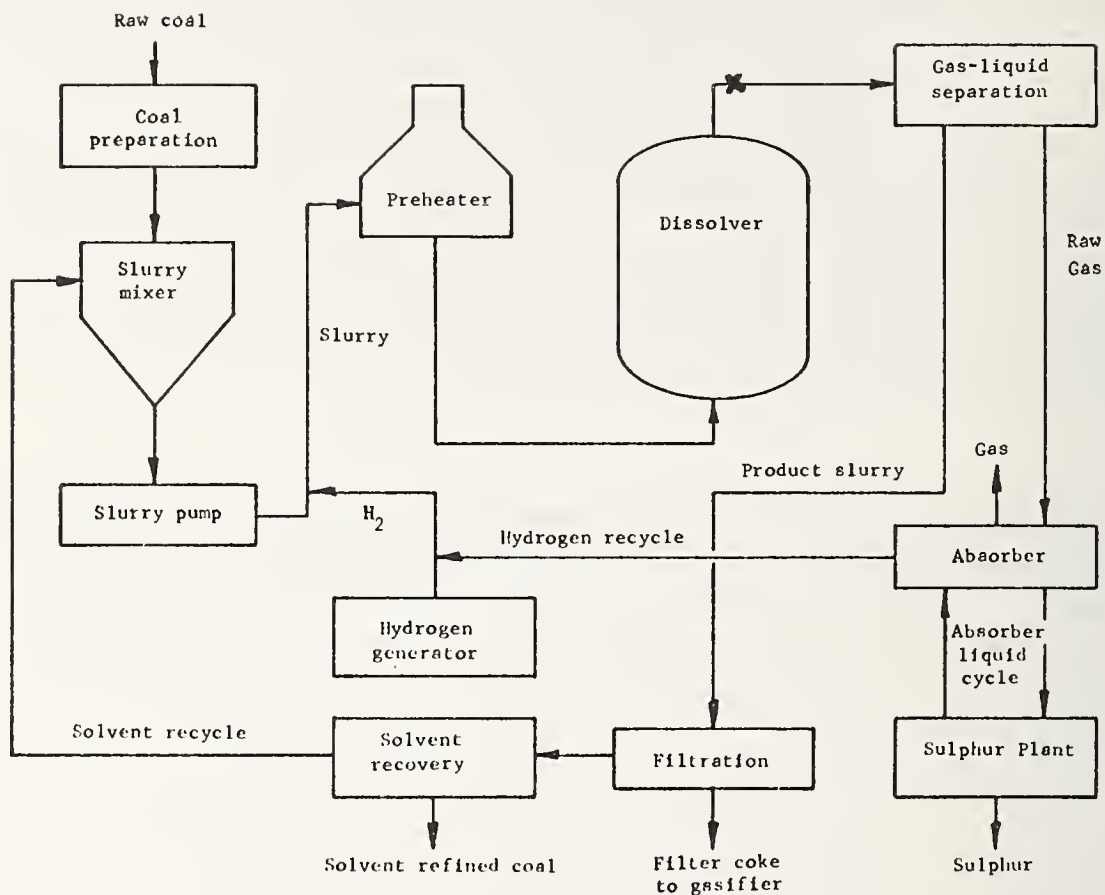 Raw coal
Coal
preparation
Slurry
mixer
Slurry pump
Slurry
Preheater
Dissolver
Gas-liquid
separation
Raw
Gas
Product slurry
Gas
H2
Hydrogen recycle
Absorber
Hydrogen
generator
Absorber
liquid
cycle
Solvent recycle
Solvent
recovery
Filtration
Sulphur Plant
Solvent refined coal
Filter coke
to gasifier
Sulphur